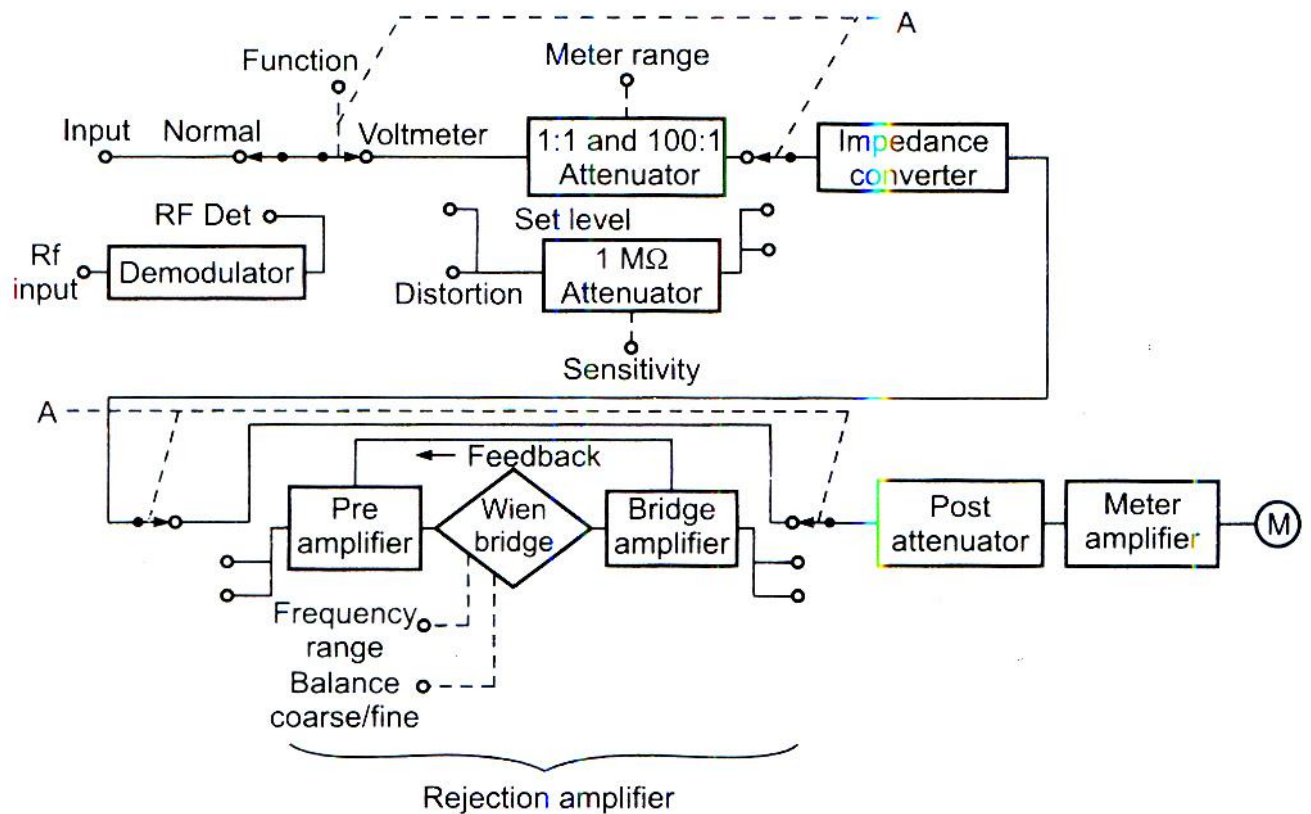 A
Function
Meter range
Input
Normal
Voltmeter
1:1 and 100:1
Attenuator
Impedance
converter
RF Det
Set level
Rf
input
Demodulator
Distortion
1 MΩ
Attenuator
Sensitivity
A
Feedback
Pre
amplifier
Wien
bridge
Bridge
amplifier
Post
attenuator
Meter
amplifier
M
Frequency
range
Balance
coarse/fine
Rejection amplifier